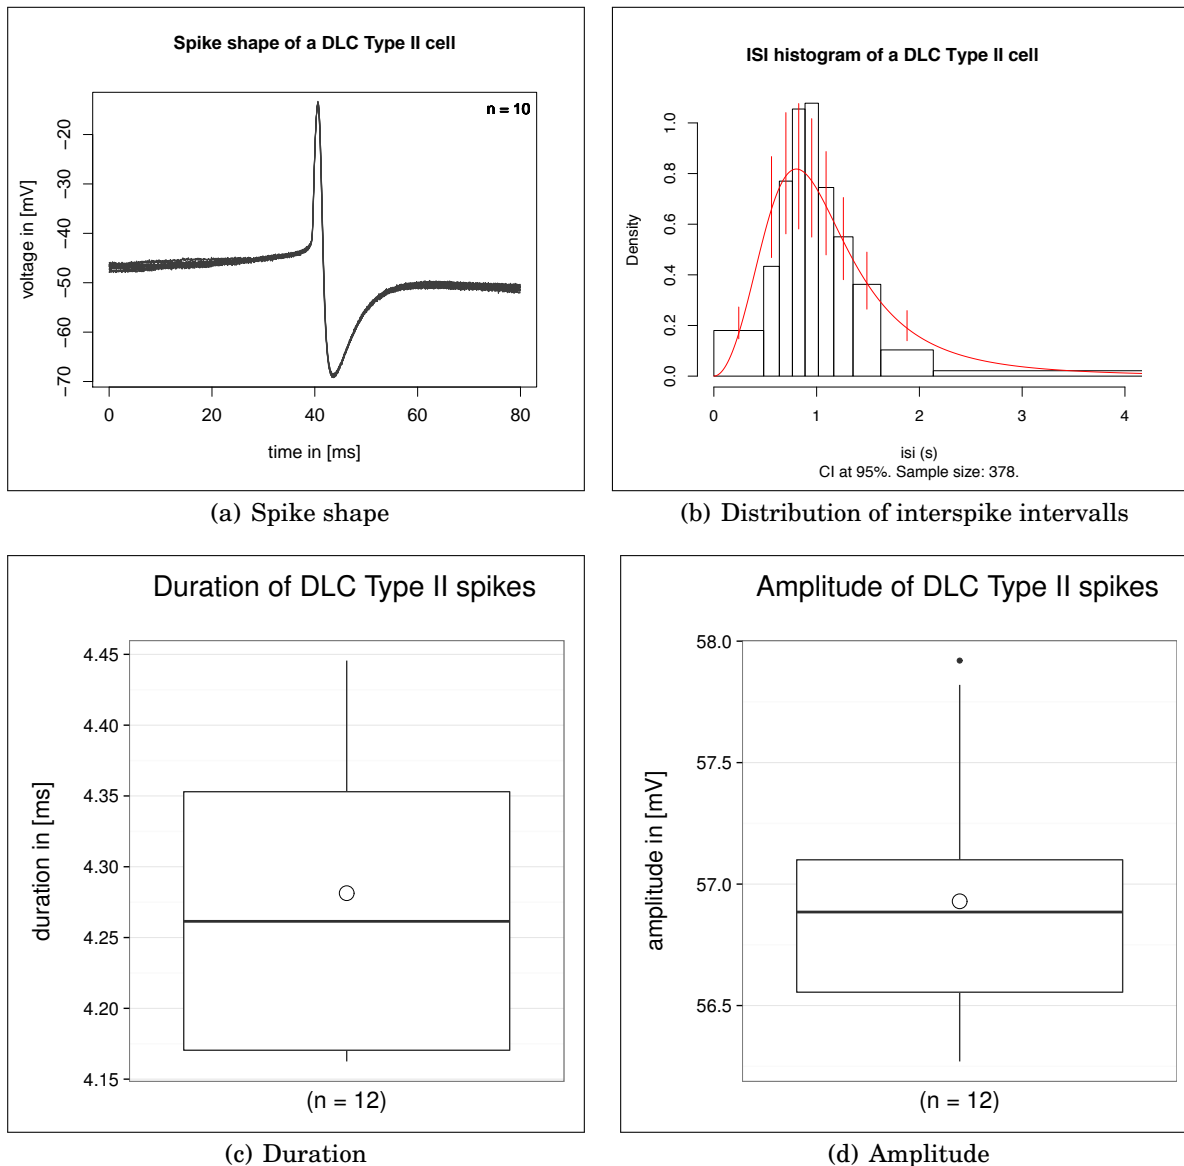 Spike shape of a DLC Type II cell
n = 10
voltage in [mV]
−20
−30
−40
−50
−60
−70
0 20 40 60 80
time in [ms]
(a) Spike shape
ISI histogram of a DLC Type II cell
Density
1.0
0.8
0.6
0.4
0.2
0.0
0 1 2 3 4
isi (s)
CI at 95%. Sample size: 378.
(b) Distribution of interspike intervalls
Duration of DLC Type II spikes
duration in [ms]
4.45
4.40
4.35
4.30
4.25
4.20
4.15
(n = 12)
(c) Duration
Amplitude of DLC Type II spikes
amplitude in [mV]
58.0
57.5
57.0
56.5
(n = 12)
(d) Amplitude